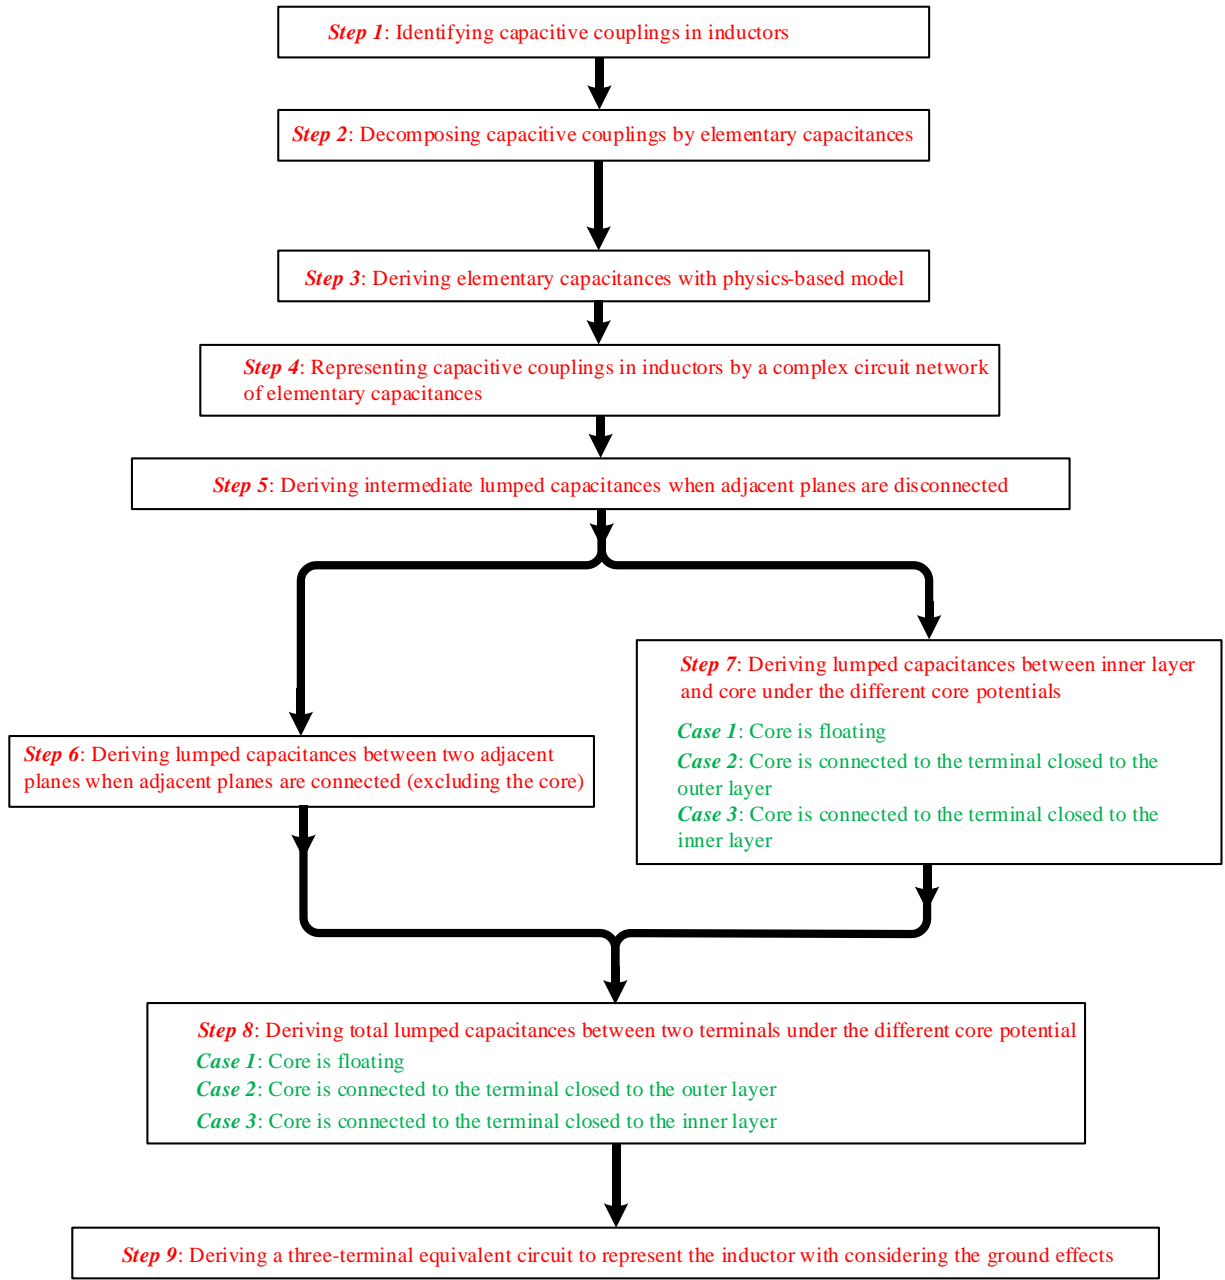 Step 1: Identifying capacitive couplings in inductors
Step 2: Decomposing capacitive couplings by elementary capacitances
Step 3: Deriving elementary capacitances with physics-based model
Step 4: Representing capacitive couplings in inductors by a complex circuit network
of elementary capacitances
Step 5: Deriving intermediate lumped capacitances when adjacent planes are disconnected
Step 6: Deriving lumped capacitances between two adjacent
planes when adjacent planes are connected (excluding the core)
Step 7: Deriving lumped capacitances between inner layer
and core under the different core potentials
Case 1: Core is floating
Case 2: Core is connected to the terminal closed to the
outer layer
Case 3: Core is connected to the terminal closed to the
inner layer
Step 8: Deriving total lumped capacitances between two terminals under the different core potential
Case 1: Core is floating
Case 2: Core is connected to the terminal closed to the outer layer
Case 3: Core is connected to the terminal closed to the inner layer
Step 9: Deriving a three-terminal equivalent circuit to represent the inductor with considering the ground effects